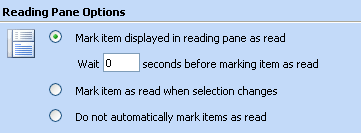 Reading Pane Options
Mark item displayed in reading pane as read
Wait 0 seconds before marking item as read
Mark item as read when selection changes
Do not automatically mark items as read